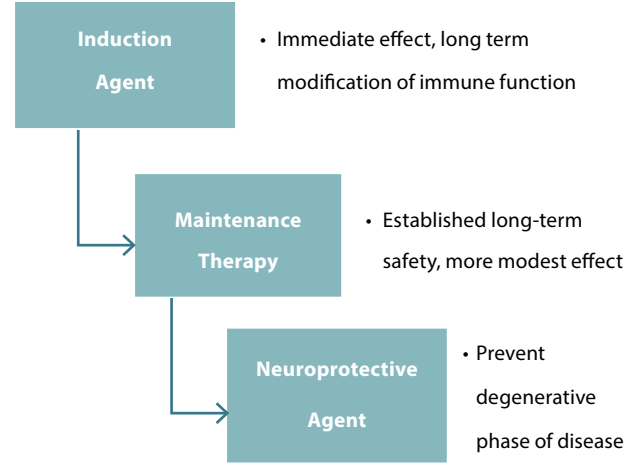 Induction
Agent
• Immediate effect, long term
modification of immune function
Maintenance
Therapy
• Established long-term
safety, more modest effect
Neuroprotective
Agent
• Prevent
degenerative
phase of disease